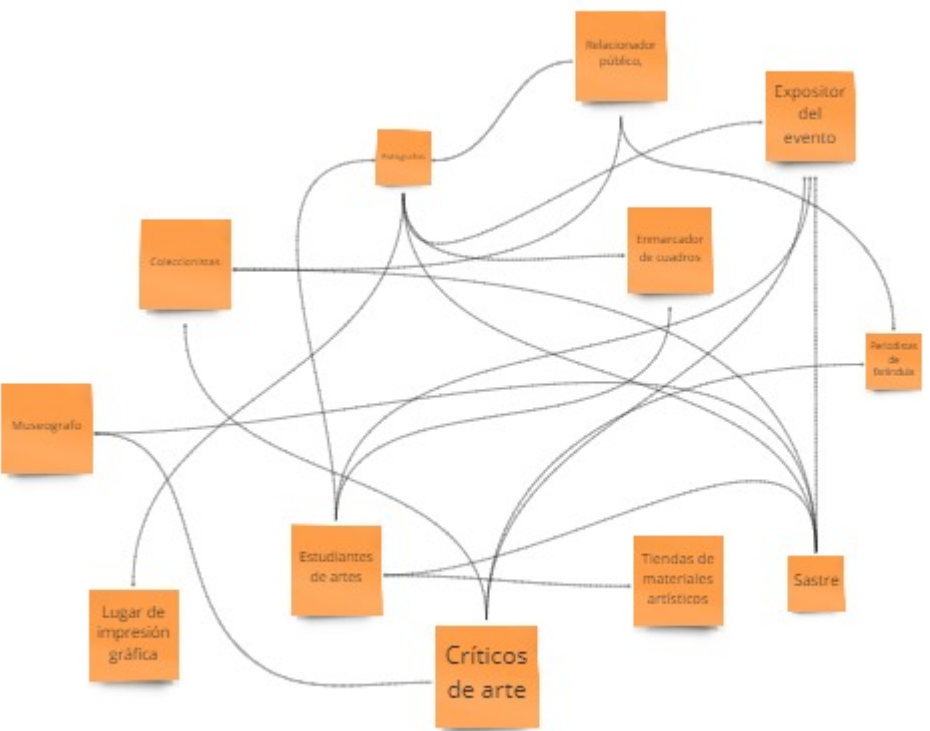 Relacionador
público,
Expositor
del
evento
Fotógrafos
Enmarcador
de cuadros
Coleccionistas
Periodistas
de
farándula
Museografo
Estudiantes
de artes
Tiendas de
materiales
artísticos
Sastre
Lugar de
impresión
gráfica
Críticos
de arte